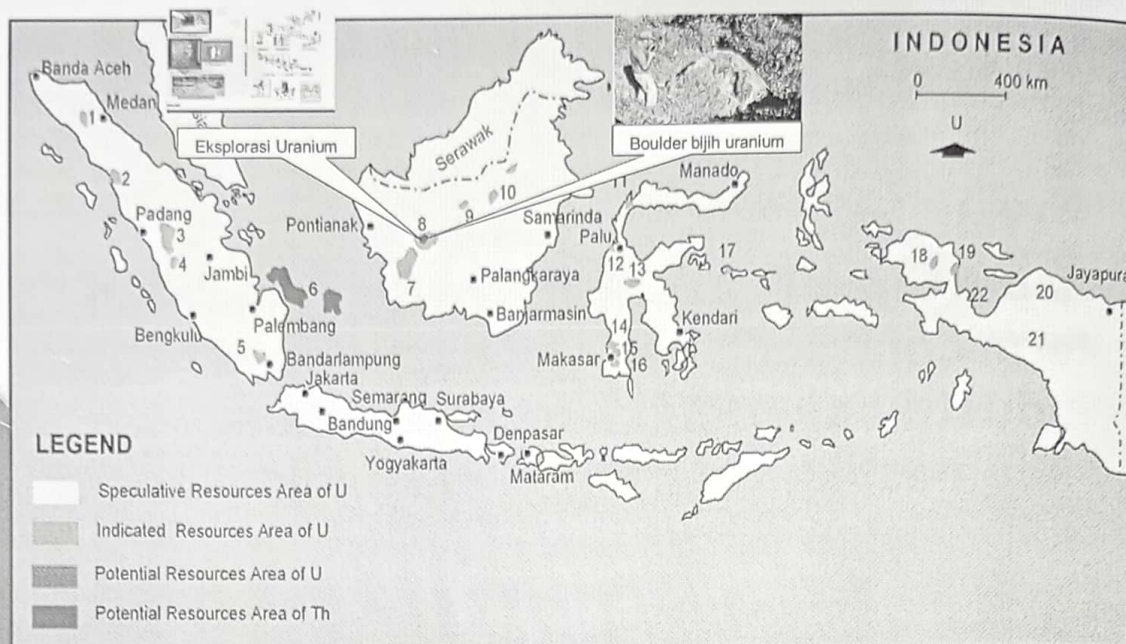 INDONESIA
0 400 km
U
Banda Aceh
Medan
1
2
Padang
3
4
Jambi
6
Bengkulu
Palembang
5
Bandarlampung
Jakarta
Semarang
Surabaya
Bandung
Yogyakarta
Denpasar
Mataram
Eksplorasi Uranium
Boulder bijih uranium
Serawak
Pontianak
8
9
10
7
Samarinda
Palangkaraya
Banjarmasin
11
Manado
Palu
12
13
17
14
15
16
Makasar
Kendari
18
19
22
20
21
Jayapura
LEGEND
Speculative Resources Area of U
Indicated Resources Area of U
Potential Resources Area of U
Potential Resources Area of Th